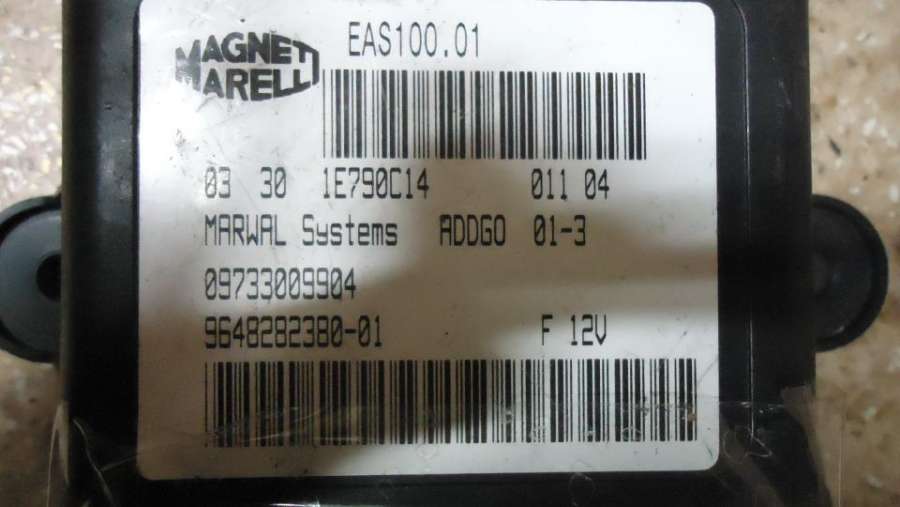 MAGNETI
MARELLI
EAS100.01
03 30 1E790C14 011 04
MARWAL Systems ADDGO 01-3
09733009904
9648282380-01 F 12V